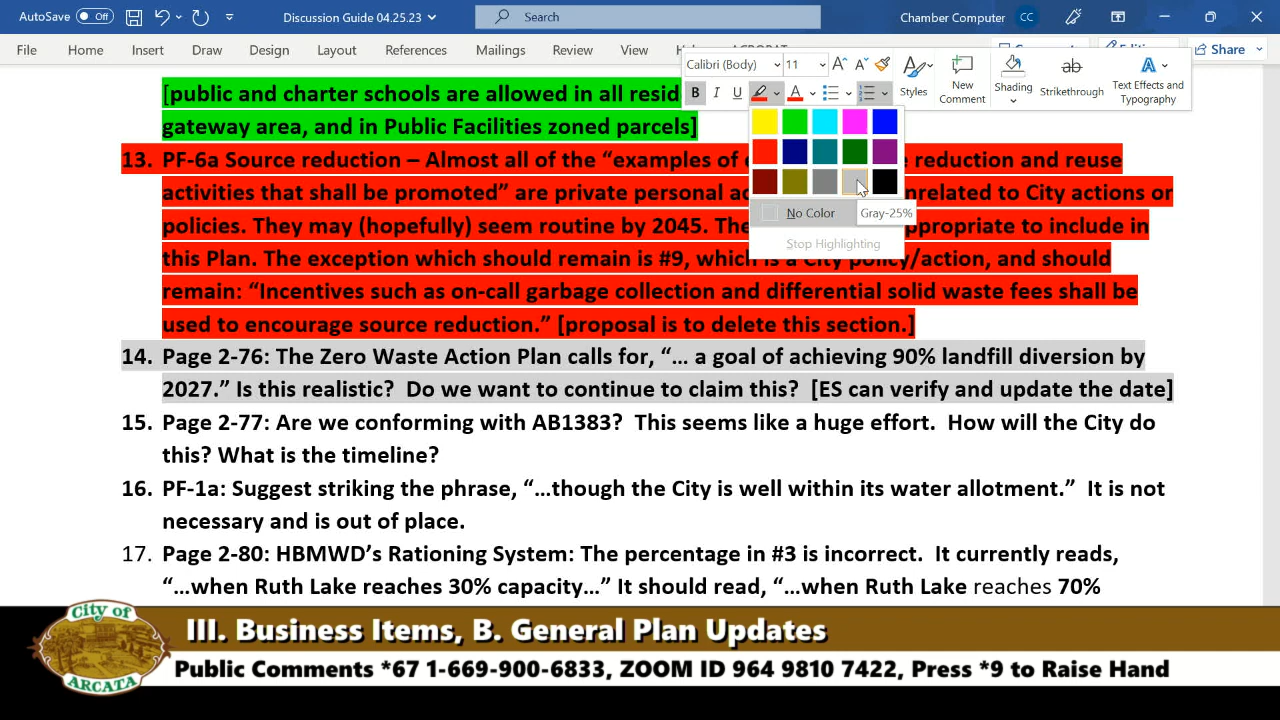 AutoSave Off Discussion Guide 04.25.23 Search Chamber Computer CC
File Home Insert Draw Design Layout References Mailings Review View Share
Calibri (Body) 11 A A Styles New Comment Shading ab Strikethrough Text Effects and Typography
B I U A
[public and charter schools are allowed in all resid
gateway area, and in Public Facilities zoned parcels]
No Color Gray-25%
Stop Highlighting
13. PF-6a Source reduction – Almost all of the “examples of reduction and reuse
activities that shall be promoted” are private personal related to City actions or
policies. They may (hopefully) seem routine by 2045. appropriate to include in
this Plan. The exception which should remain is #9, which is a City policy/action, and should
remain: “Incentives such as on-call garbage collection and differential solid waste fees shall be
used to encourage source reduction.” [proposal is to delete this section.]
14. Page 2-76: The Zero Waste Action Plan calls for, “… a goal of achieving 90% landfill diversion by
2027.” Is this realistic? Do we want to continue to claim this? [ES can verify and update the date]
15. Page 2-77: Are we conforming with AB1383? This seems like a huge effort. How will the City do
this? What is the timeline?
16. PF-1a: Suggest striking the phrase, “…though the City is well within its water allotment.” It is not
necessary and is out of place.
17. Page 2-80: HBMWD’s Rationing System: The percentage in #3 is incorrect. It currently reads,
“…when Ruth Lake reaches 30% capacity…” It should read, “…when Ruth Lake reaches 70%
City of
ARCATA
III. Business Items, B. General Plan Updates
Public Comments *67 1-669-900-6833, ZOOM ID 964 9810 7422, Press *9 to Raise Hand